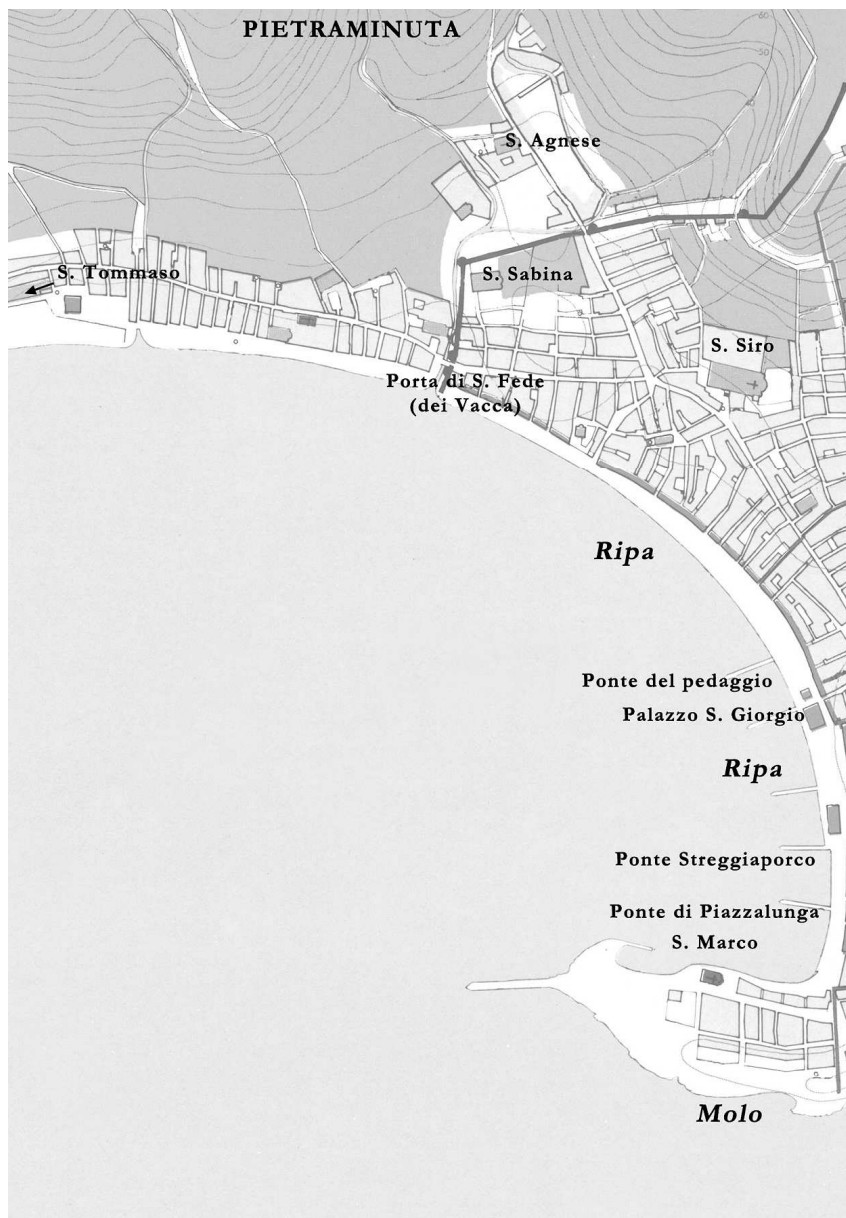 PIETRAMINUTA
S. Agnese
S. Tommaso
S. Sabina
S. Siro
Porta di S. Fede
(dei Vacca)
Ripa
Ponte del pedaggio
Palazzo S. Giorgio
Ripa
Ponte Streggiaporco
Ponte di Piazzalunga
S. Marco
Molo